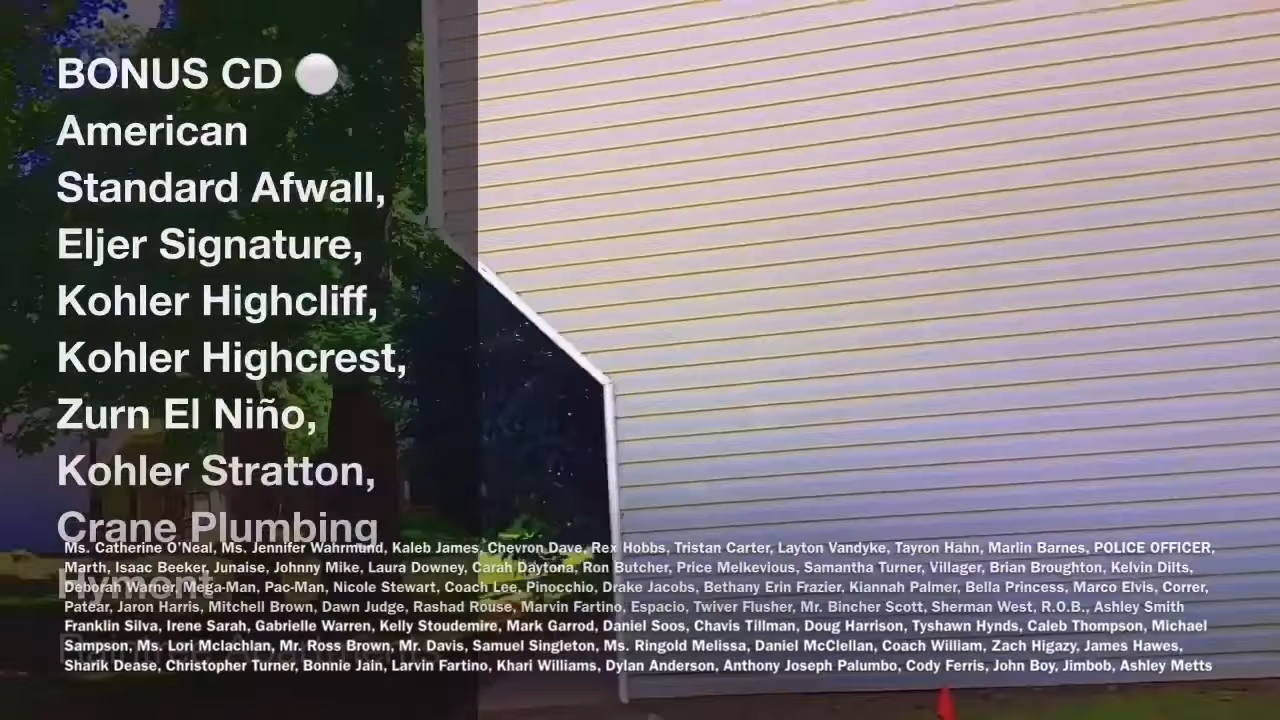 BONUS CD ⚪
American
Standard Afwall,
Eljer Signature,
Kohler Highcliff,
Kohler Highcrest,
Zurn El Niño,
Kohler Stratton,
Crane Plumbing
Hymont
Ms. Catherine O'Neal, Ms. Jennifer Wahrmund, Kaleb James, Chevron Dave, Rex Hobbs, Tristan Carter, Layton Vandyke, Tayron Hahn, Marlin Barnes, POLICE OFFICER,
Marth, Isaac Beeker, Junaise, Johnny Mike, Laura Downey, Carah Daytona, Ron Butcher, Price Melkevious, Samantha Turner, Villager, Brian Broughton, Kelvin Dilts,
Deborah Warner, Mega-Man, Pac-Man, Nicole Stewart, Coach Lee, Pinocchio, Drake Jacobs, Bethany Erin Frazier. Kiannah Palmer, Bella Princess, Marco Elvis, Correr,
Patear, Jaron Harris, Mitchell Brown, Dawn Judge, Rashad Rouse, Marvin Fartino, Espacio, Twiver Flusher, Mr. Bincher Scott, Sherman West, R.O.B., Ashley Smith
Franklin Silva, Irene Sarah, Gabrielle Warren, Kelly Stoudemire, Mark Garrod, Daniel Soos, Chavis Tillman, Doug Harrison, Tyshawn Hynds, Caleb Thompson, Michael
Sampson, Ms. Lori Mclachlan, Mr. Ross Brown, Mr. Davis, Samuel Singleton, Ms. Ringold Melissa, Daniel McClellan, Coach William, Zach Higazy, James Hawes,
Sharik Dease, Christopher Turner, Bonnie Jain, Larvin Fartino, Khari Williams, Dylan Anderson, Anthony Joseph Palumbo, Cody Ferris, John Boy, Jimbob, Ashley Metts